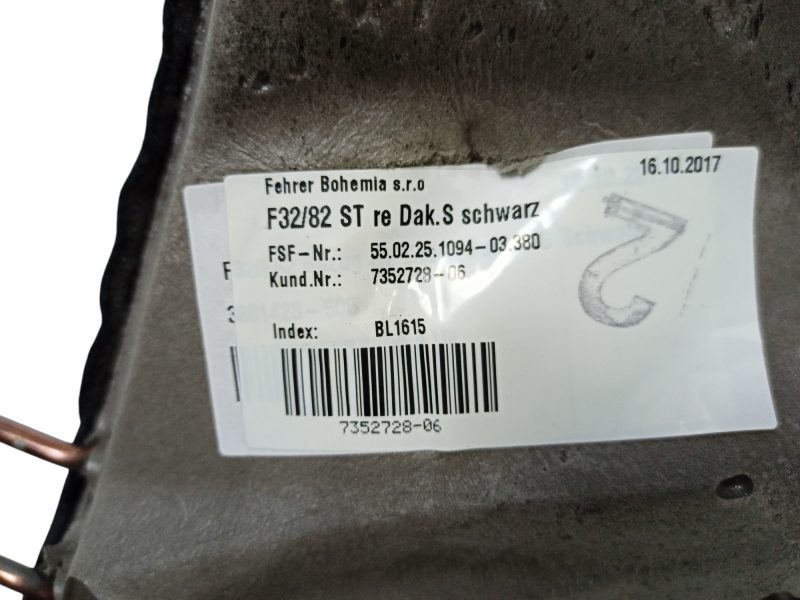 16.10.2017
Fehrer Bohemia s.r.o
F32/82 ST re Dak.S schwarz
FSF-Nr.: 55.02.25.1094-03.380
Kund.Nr.: 7352728-06
Index: BL1615
7352728-06
2